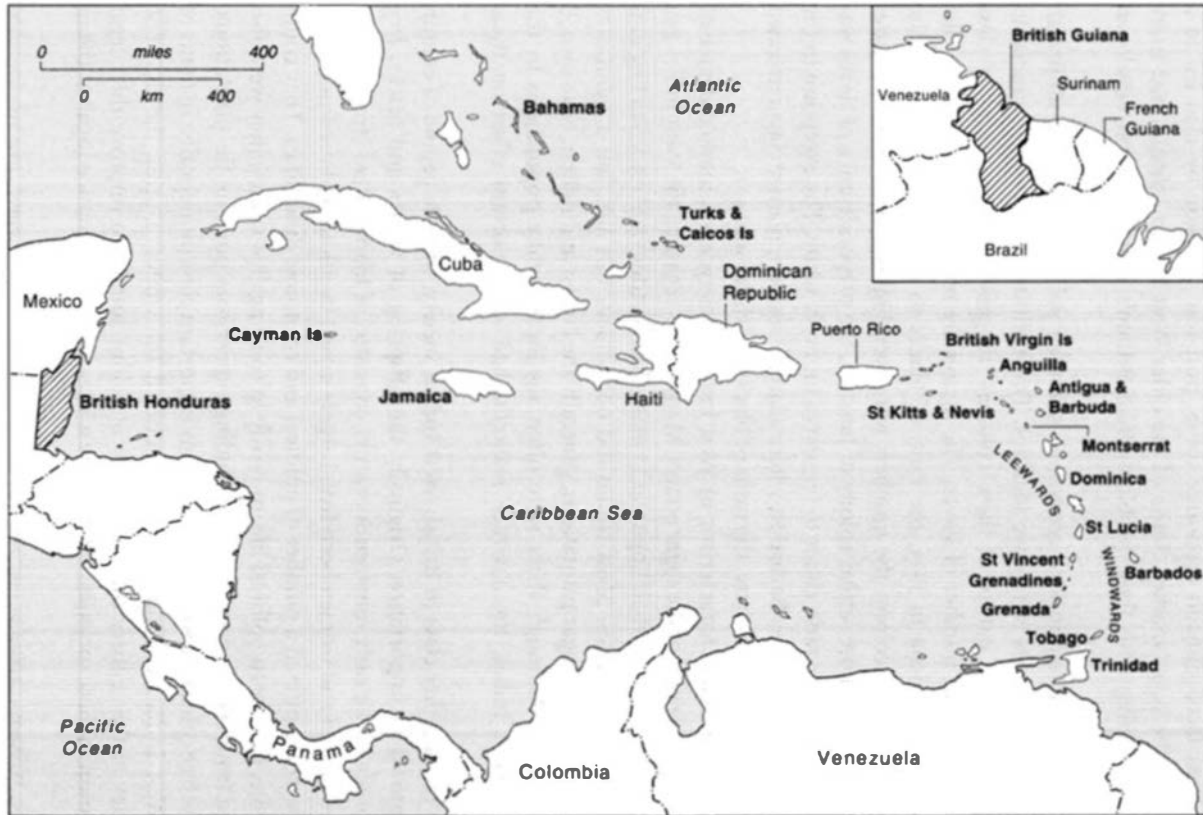 0 miles 400
0 km 400
Atlantic
Ocean
Bahamas
British Guiana
Venezuela
Surinam
French
Guiana
Brazil
Turks &
Caicos Is
Cuba
Dominican
Republic
Mexico
Cayman Is
Puerto Rico
British Virgin Is
Anguilla
British Honduras
Jamaica
Haiti
St Kitts & Nevis
Antigua &
Barbuda
Montserrat
LEEWARDS
Dominica
Caribbean Sea
St Lucia
St Vincent
Grenadines
WINDWARDS
Barbados
Grenada
Tobago
Trinidad
Pacific
Ocean
Panama
Colombia
Venezuela